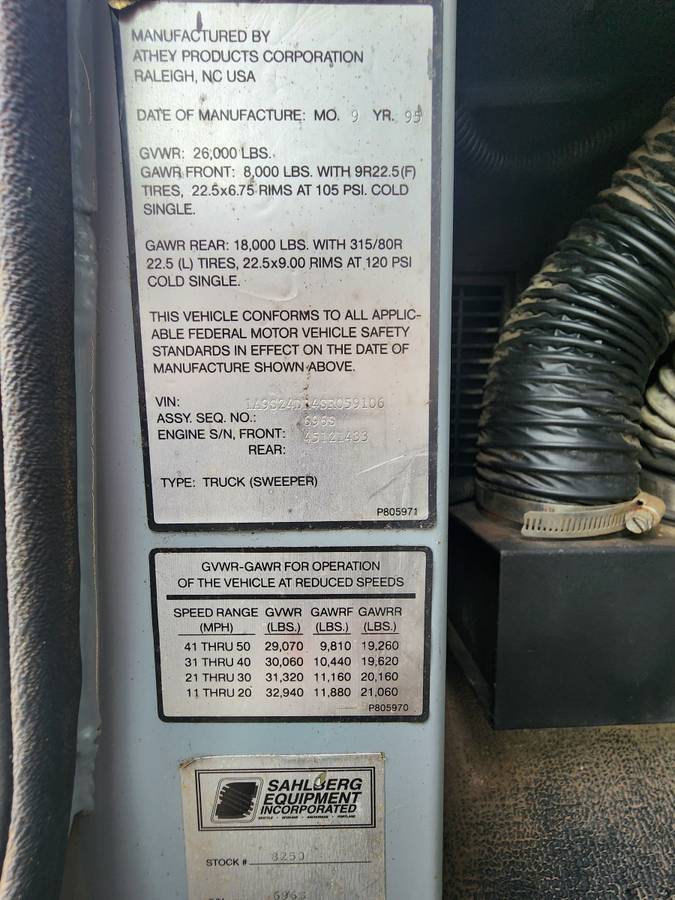 MANUFACTURED BY
ATHEY PRODUCTS CORPORATION
RALEIGH, NC USA
DATE OF MANUFACTURE: MO. 9 YR. 95
GVWR: 26,000 LBS.
GAWR FRONT: 8,000 LBS. WITH 9R22.5(F)
TIRES, 22.5x6.75 RIMS AT 105 PSI. COLD
SINGLE.
GAWR REAR: 18,000 LBS. WITH 315/80R
22.5 (L) TIRES, 22.5x9.00 RIMS AT 120 PSI
COLD SINGLE.
THIS VEHICLE CONFORMS TO ALL APPLIC-
ABLE FEDERAL MOTOR VEHICLE SAFETY
STANDARDS IN EFFECT ON THE DATE OF
MANUFACTURE SHOWN ABOVE.
VIN:
ASSY. SEQ. NO.: 696S
ENGINE S/N, FRONT: 45121433
REAR:
TYPE: TRUCK (SWEEPER)
P805971
GVWR-GAWR FOR OPERATION
OF THE VEHICLE AT REDUCED SPEEDS
SPEED RANGE GVWR GAWRF GAWRR
(MPH) (LBS.) (LBS.) (LBS.)
41 THRU 50 29,070 9,810 19,260
31 THRU 40 30,060 10,440 19,620
21 THRU 30 31,320 11,160 20,160
11 THRU 20 32,940 11,880 21,060
P805970
SAHLBERG
EQUIPMENT
INCORPORATED
STOCK # 8250